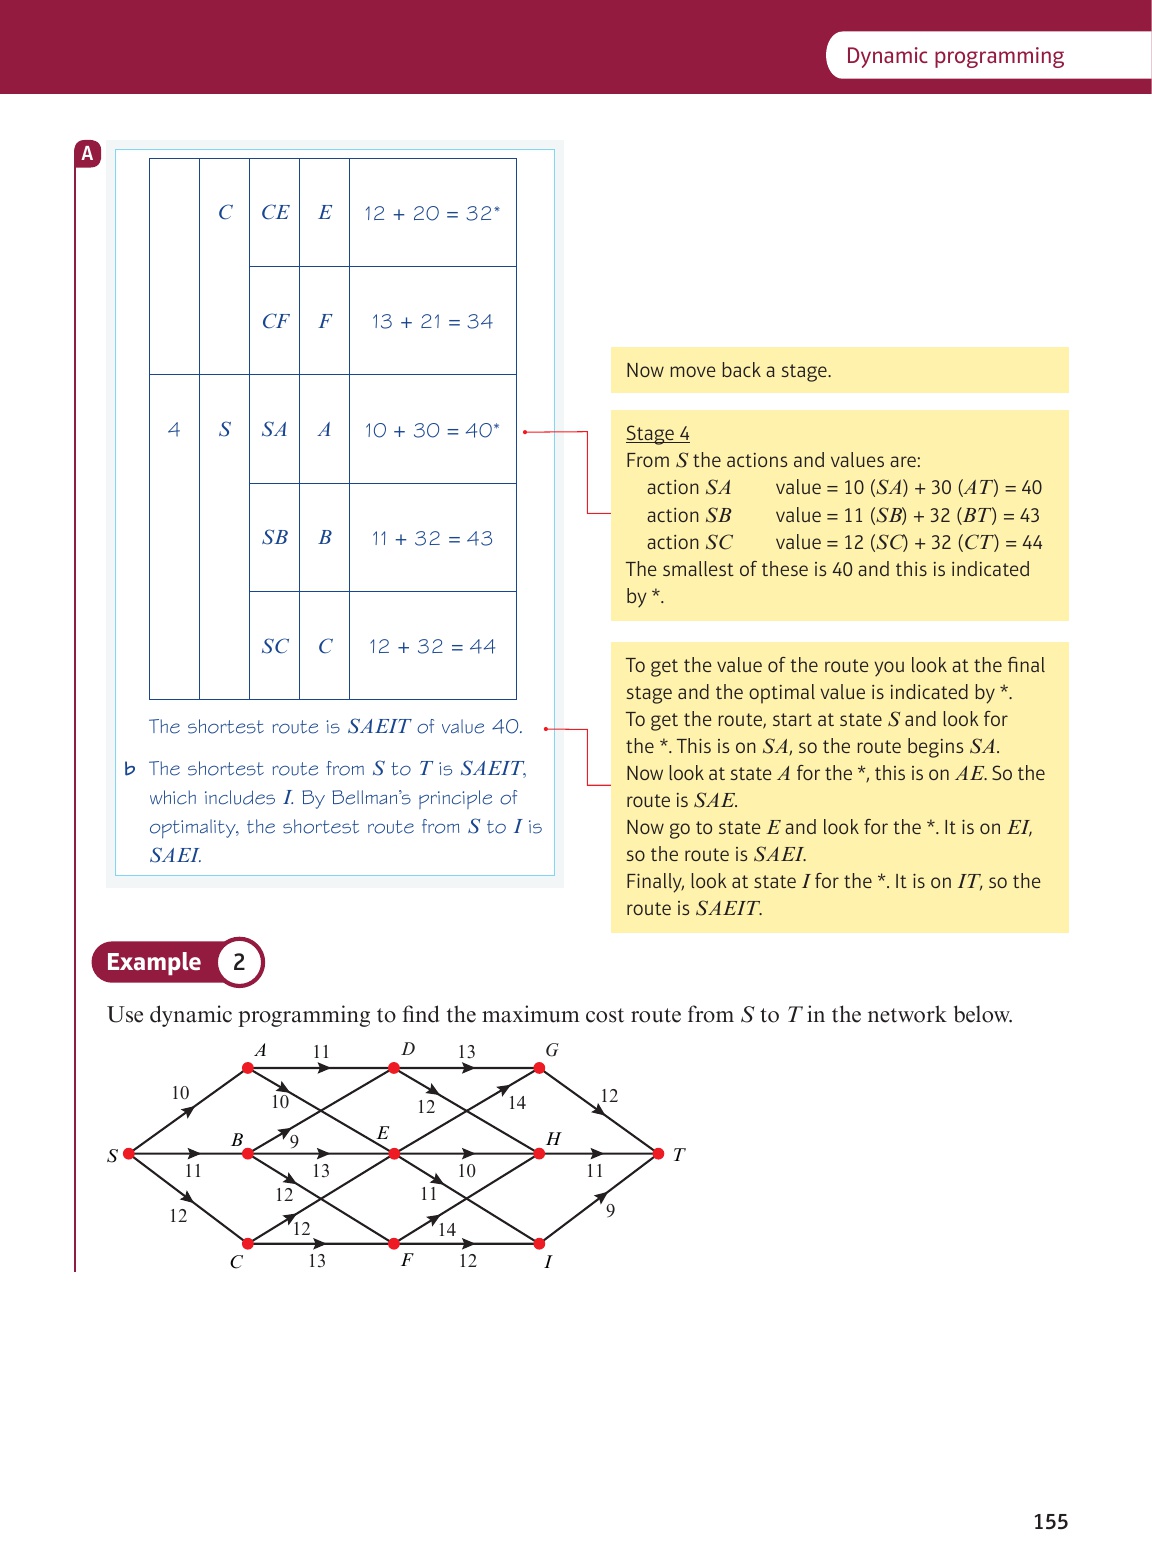 Dynamic programming
A
C CE E 12 + 20 = 32*
CF F 13 + 21 = 34
4 S SA A 10 + 30 = 40*
SB B 11 + 32 = 43
SC C 12 + 32 = 44
The shortest route is SAEIT of value 40.
b The shortest route from S to T is SAEIT,
which includes I. By Bellman's principle of
optimality, the shortest route from S to I is
SAEI.
Now move back a stage.
Stage 4
From S the actions and values are:
action SA value = 10 (SA) + 30 (AT) = 40
action SB value = 11 (SB) + 32 (BT) = 43
action SC value = 12 (SC) + 32 (CT) = 44
The smallest of these is 40 and this is indicated
by *.
To get the value of the route you look at the final
stage and the optimal value is indicated by *.
To get the route, start at state S and look for
the *. This is on SA, so the route begins SA.
Now look at state A for the *, this is on AE. So the
route is SAE.
Now go to state E and look for the *. It is on EI,
so the route is SAEI.
Finally, look at state I for the *. It is on IT, so the
route is SAEIT.
Example 2
Use dynamic programming to find the maximum cost route from S to T in the network below.
A 11 D 13 G
10 10 12 14 12
S 11 B 9 13 E 10 H 11 T
12 12 12 11 14 9
C 13 F 12 I
155